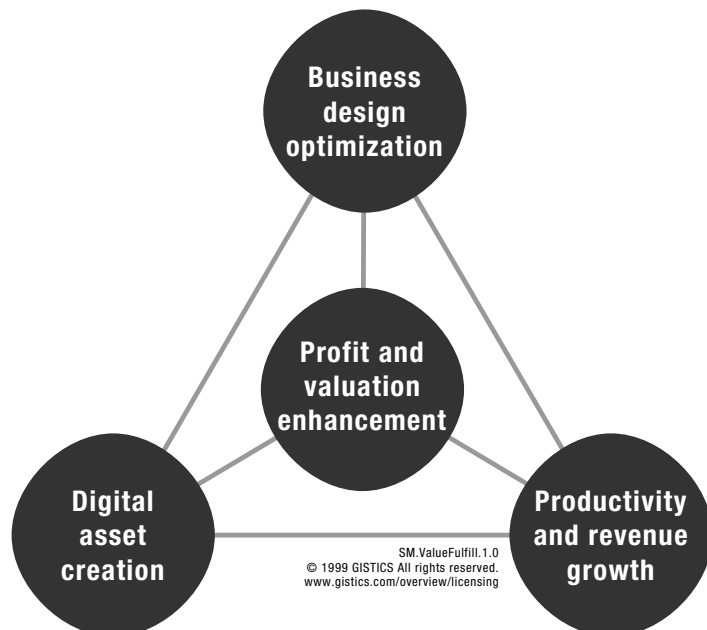 Business
design
optimization
Profit and
valuation
enhancement
Digital
asset
creation
Productivity
and revenue
growth
SM.ValueFulfill.1.0
© 1999 GISTICS All rights reserved.
www.gistics.com/overview/licensing